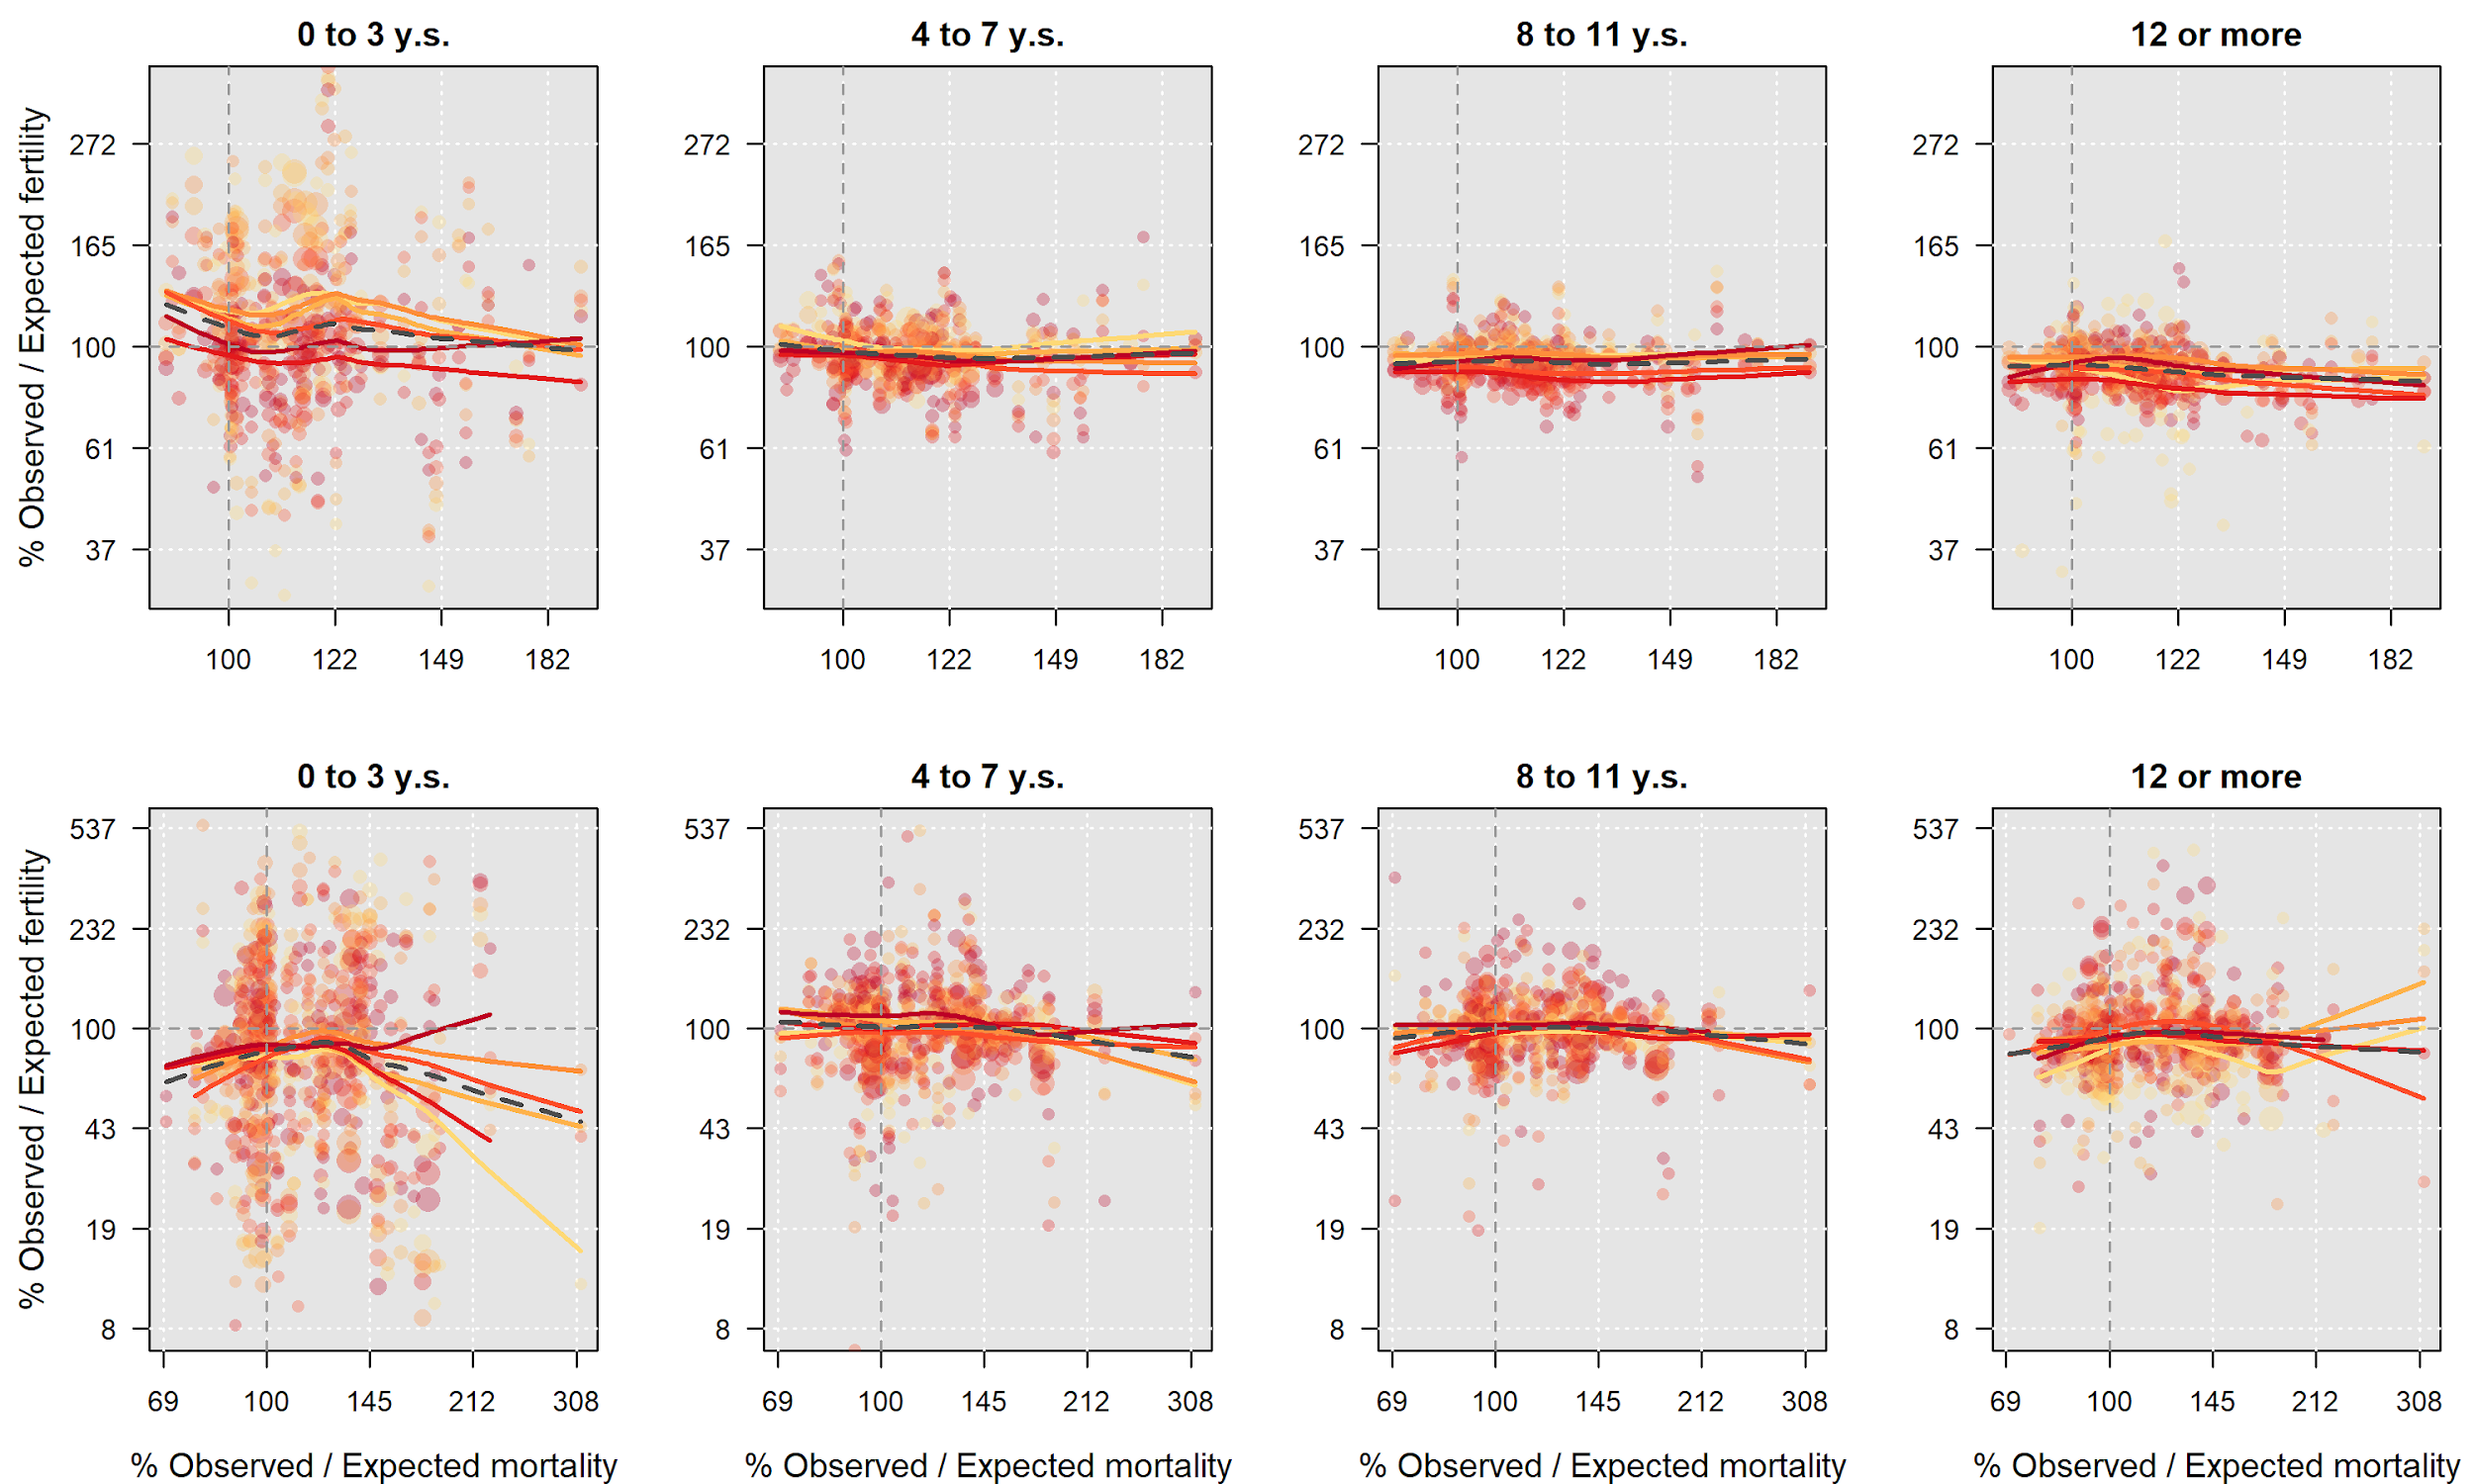 0 to 3 y.s. 4 to 7 y.s. 8 to 11 y.s. 12 or more
% Observed / Expected fertility
272 272 272 272
165 165 165 165
100 100 100 100
61 61 61 61
37 37 37 37
100 122 149 182 100 122 149 182 100 122 149 182 100 122 149 182
0 to 3 y.s. 4 to 7 y.s. 8 to 11 y.s. 12 or more
% Observed / Expected fertility
537 537 537 537
232 232 232 232
100 100 100 100
43 43 43 43
19 19 19 19
8 8 8 8
69 100 145 212 308 69 100 145 212 308 69 100 145 212 308 69 100 145 212 308
% Observed / Expected mortality % Observed / Expected mortality % Observed / Expected mortality % Observed / Expected mortality